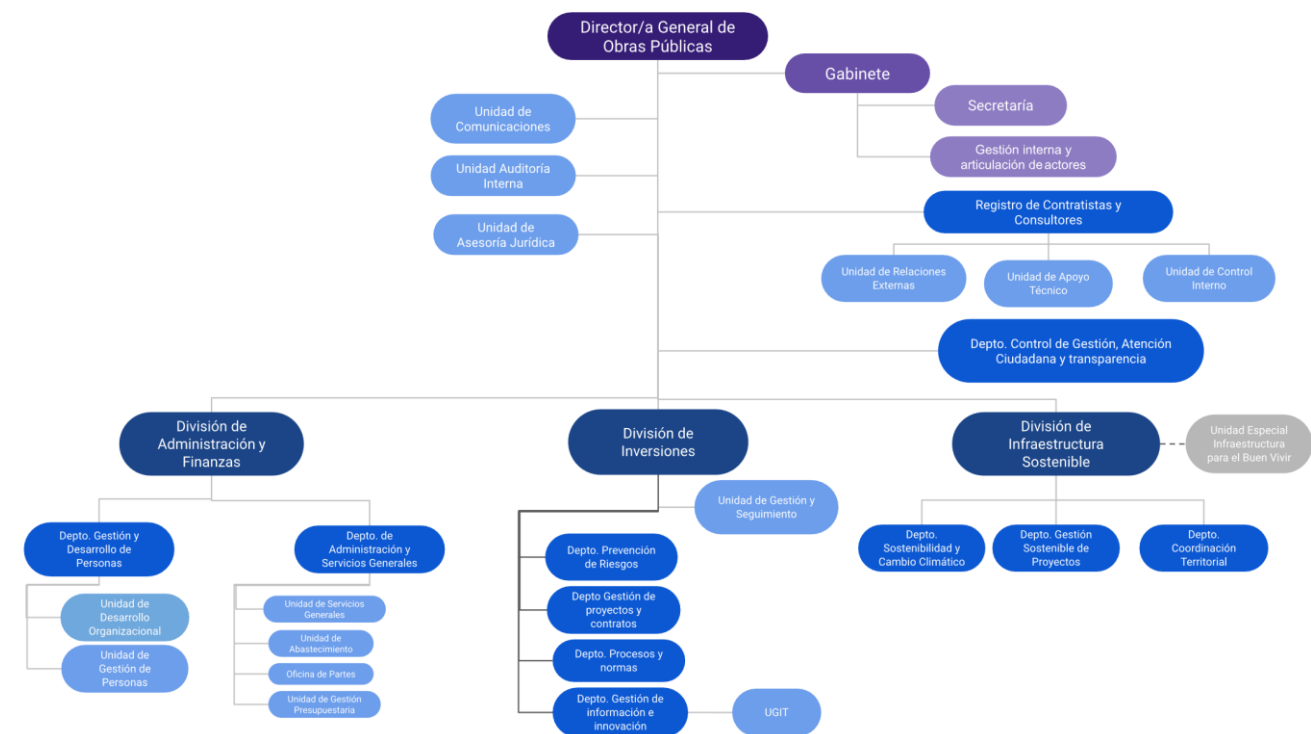 Director/a General de
Obras Públicas
Gabinete
Secretaría
Gestión interna y
articulación de actores
Unidad de
Comunicaciones
Unidad Auditoría
Interna
Unidad de
Asesoría Jurídica
Registro de Contratistas y
Consultores
Unidad de Relaciones
Externas
Unidad de Apoyo
Técnico
Unidad de Control
Interno
Depto. Control de Gestión, Atención
Ciudadana y transparencia
División de
Administración y
Finanzas
División de
Inversiones
División de
Infraestructura
Sostenible
Unidad Especial
Infraestructura
para el Buen Vivir
Depto. Gestión y
Desarrollo de
Personas
Unidad de
Desarrollo
Organizacional
Unidad de
Gestión de
Personas
Depto. de
Administración y
Servicios Generales
Unidad de Servicios
Generales
Unidad de
Abastecimiento
Oficina de Partes
Unidad de Gestión
Presupuestaria
Unidad de Gestión y
Seguimiento
Depto. Prevención
de Riesgos
Depto Gestión de
proyectos y
contratos
Depto. Procesos y
normas
Depto. Gestión de
información e
innovación
UGIT
Depto.
Sostenibilidad y
Cambio Climático
Depto. Gestión
Sostenible de
Proyectos
Depto.
Coordinación
Territorial